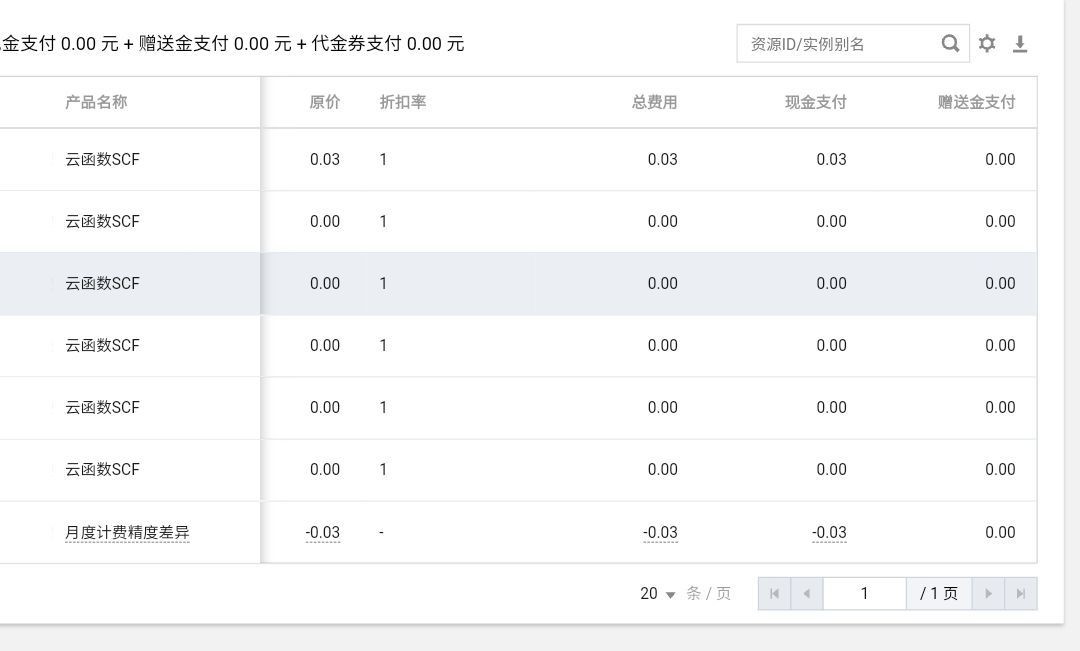 金支付 0.00 元 + 赠送金支付 0.00 元 + 代金券支付 0.00 元
资源ID/实例别名
产品名称 原价 折扣率 总费用 现金支付 赠送金支付
云函数SCF 0.03 1 0.03 0.03 0.00
云函数SCF 0.00 1 0.00 0.00 0.00
云函数SCF 0.00 1 0.00 0.00 0.00
云函数SCF 0.00 1 0.00 0.00 0.00
云函数SCF 0.00 1 0.00 0.00 0.00
云函数SCF 0.00 1 0.00 0.00 0.00
月度计费精度差异 -0.03 - -0.03 -0.03 0.00
20 条 / 页 1 / 1 页